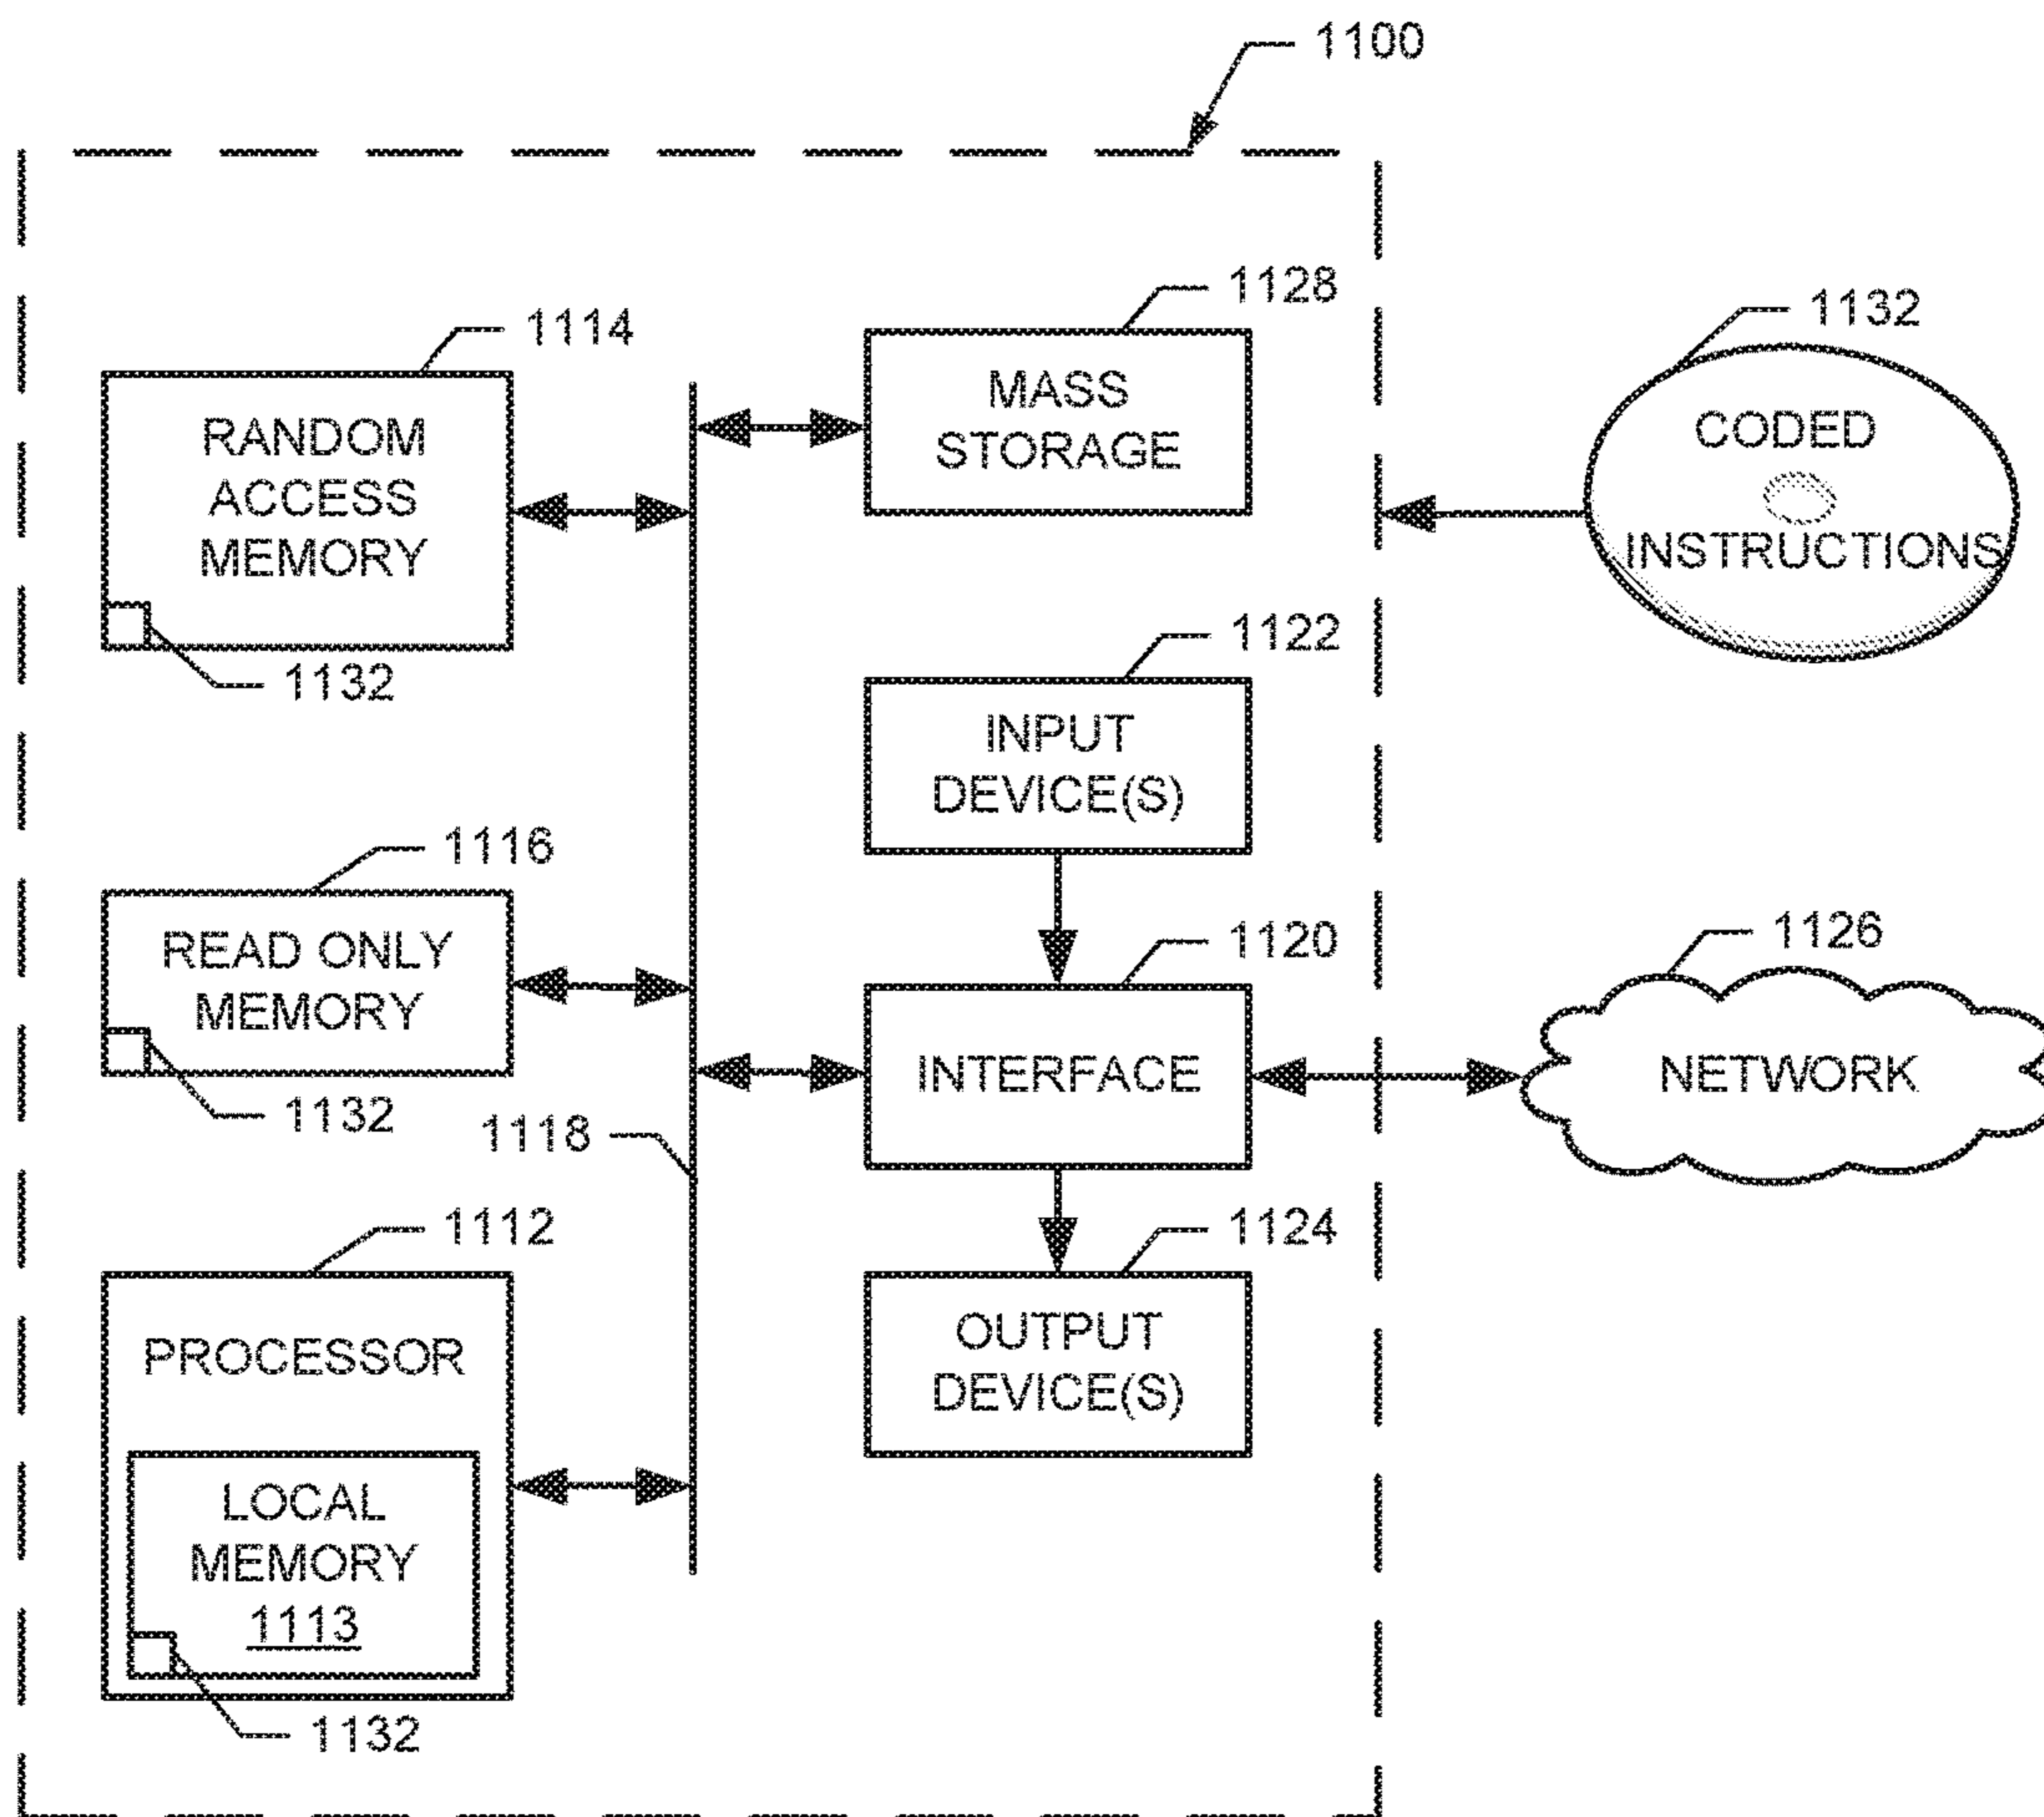 1100
1128
1114
1132
MASS
STORAGE
RANDOM
ACCESS
MEMORY
CODED
INSTRUCTIONS
1132
1122
INPUT
DEVICE(S)
1116
READ ONLY
MEMORY
1120
1126
INTERFACE
NETWORK
1132
1118
1112
1124
PROCESSOR
OUTPUT
DEVICE(S)
LOCAL
MEMORY
1113
1132